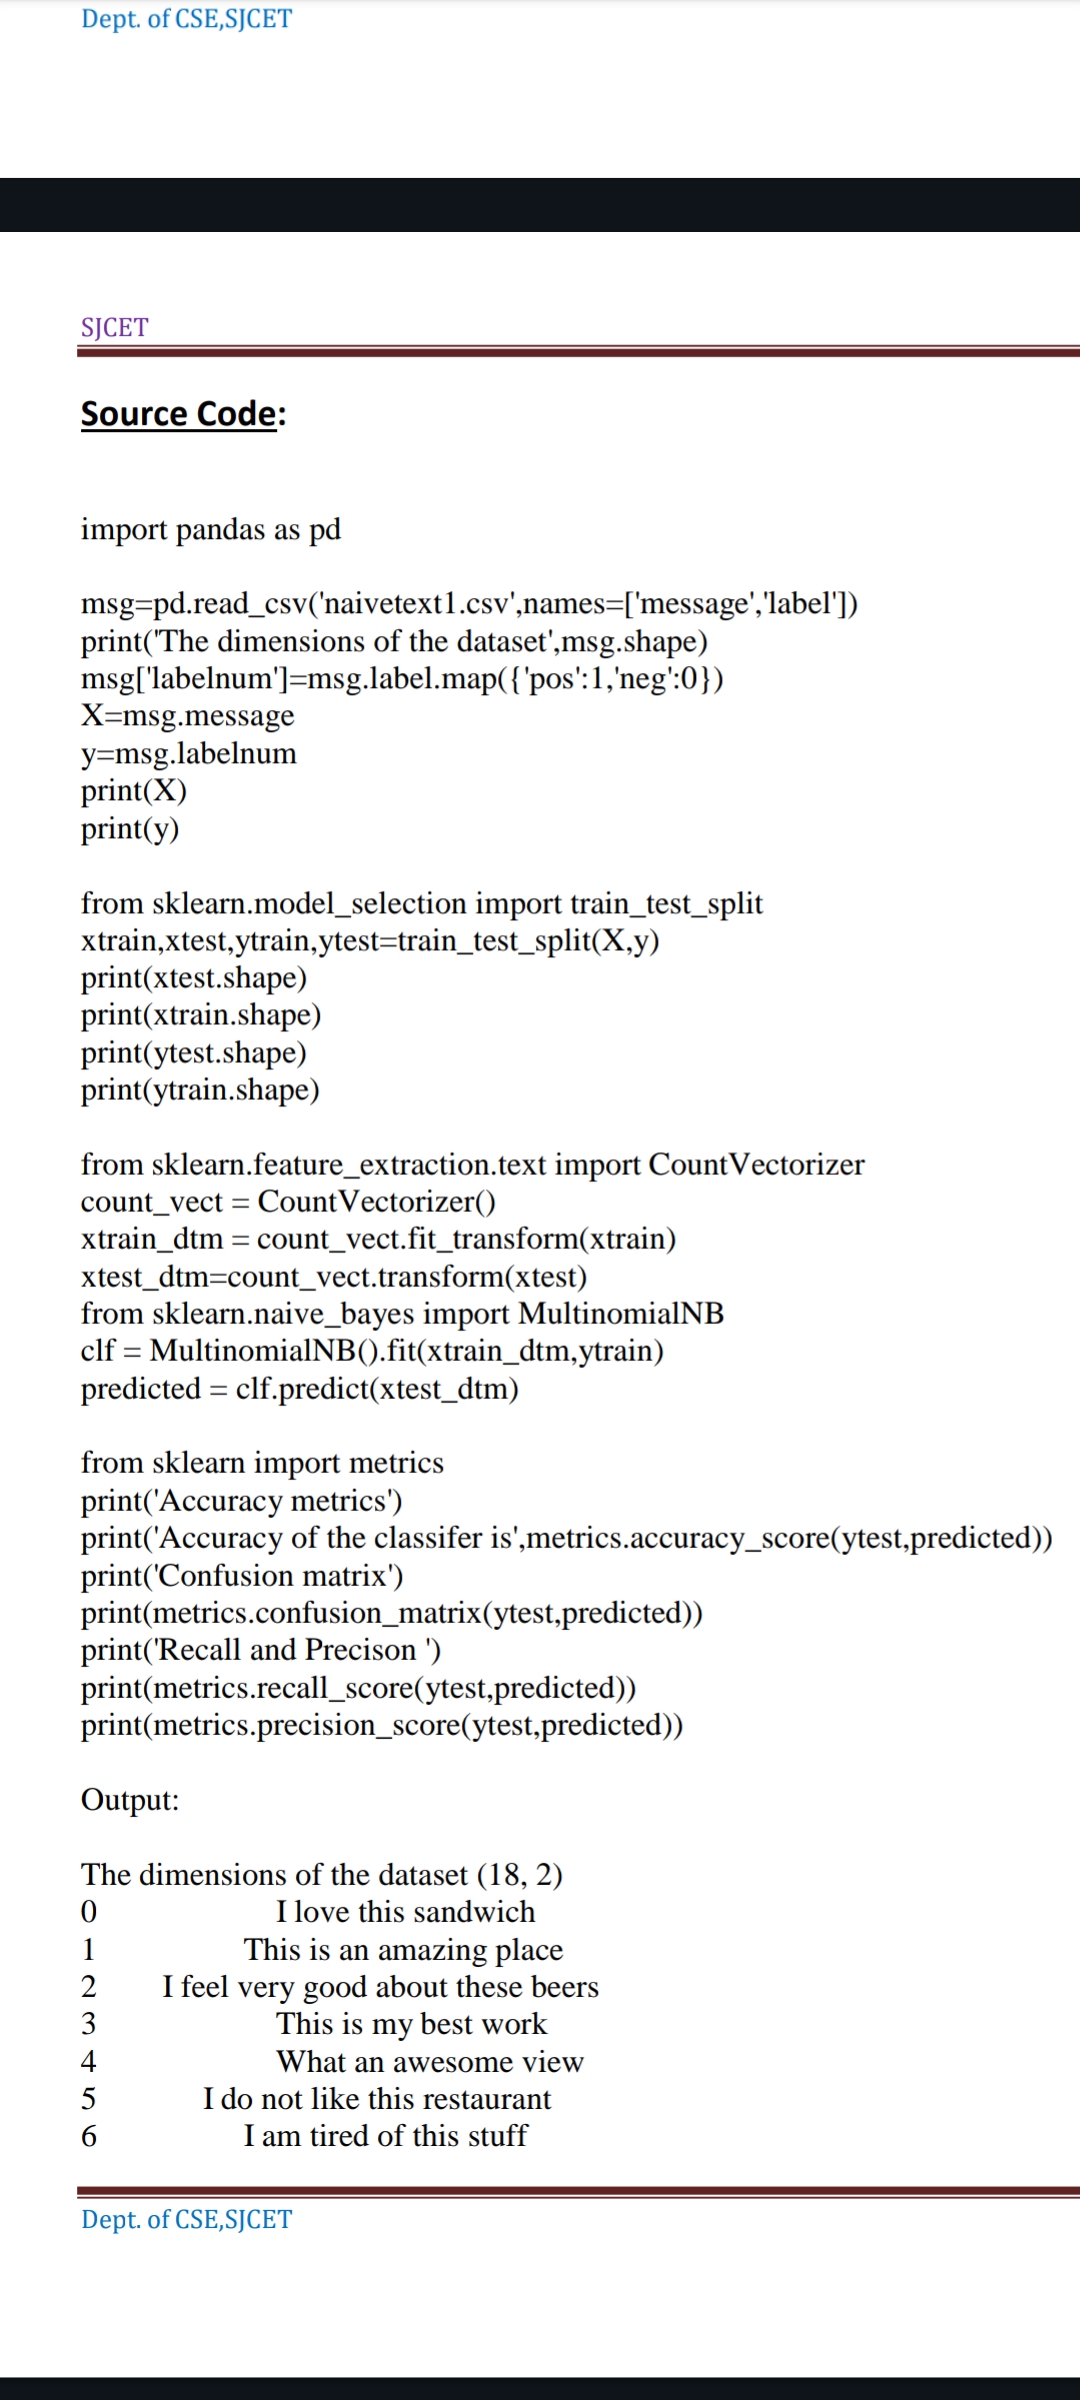 Dept. of CSE,SJCET
SJCET
Source Code:
import pandas as pd
msg=pd.read_csv('naivetext1.csv',names=['message','label'])
print('The dimensions of the dataset',msg.shape)
msg['labelnum']=msg.label.map({'pos':1,'neg':0})
X=msg.message
y=msg.labelnum
print(X)
print(y)
from sklearn.model_selection import train_test_split
xtrain,xtest,ytrain,ytest=train_test_split(X,y)
print(xtest.shape)
print(xtrain.shape)
print(ytest.shape)
print(ytrain.shape)
from sklearn.feature_extraction.text import CountVectorizer
count_vect = CountVectorizer()
xtrain_dtm = count_vect.fit_transform(xtrain)
xtest_dtm=count_vect.transform(xtest)
from sklearn.naive_bayes import MultinomialNB
clf = MultinomialNB().fit(xtrain_dtm,ytrain)
predicted = clf.predict(xtest_dtm)
from sklearn import metrics
print('Accuracy metrics')
print('Accuracy of the classifer is',metrics.accuracy_score(ytest,predicted))
print('Confusion matrix')
print(metrics.confusion_matrix(ytest,predicted))
print('Recall and Precison ')
print(metrics.recall_score(ytest,predicted))
print(metrics.precision_score(ytest,predicted))
Output:
The dimensions of the dataset (18, 2)
0 I love this sandwich
1 This is an amazing place
2 I feel very good about these beers
3 This is my best work
4 What an awesome view
5 I do not like this restaurant
6 I am tired of this stuff
Dept. of CSE,SJCET